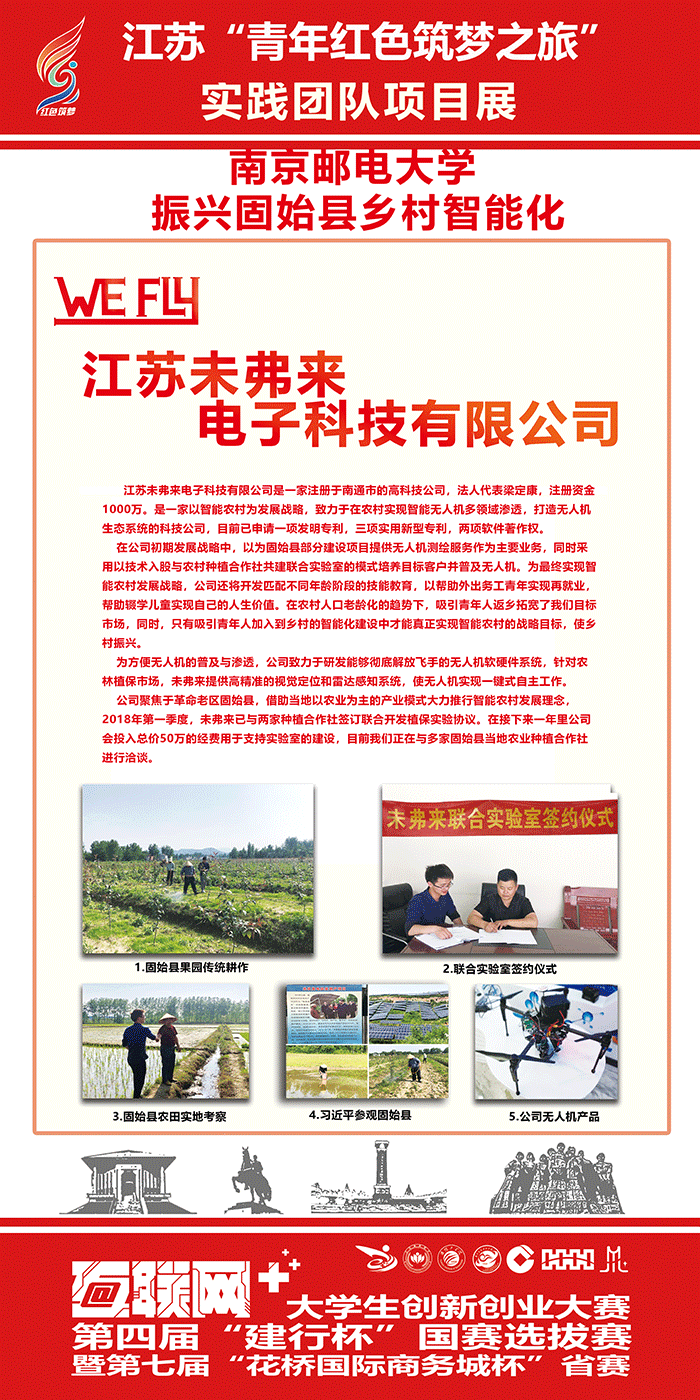 红色筑梦
江苏“青年红色筑梦之旅”
实践团队项目展
南京邮电大学
振兴固始县乡村智能化
WE FLY
江苏未弗来
电子科技有限公司
江苏未弗来电子科技有限公司是一家注册于南通市的高科技公司，法人代表梁定康，注册资金
1000万。是一家以智能农村为发展战略，致力于在农村实现智能无人机多领域渗透，打造无人机
生态系统的科技公司，目前已申请一项发明专利，三项实用新型专利，两项软件著作权。
在公司初期发展战略中，以为固始县部分建设项目提供无人机测绘服务作为主要业务，同时采
用以技术入股与农村种植合作社共建联合实验室的模式培养目标客户并普及无人机。为最终实现智
能农村发展战略，公司还将开发匹配不同年龄阶段的技能教育，以帮助外出务工青年实现再就业，
帮助辍学儿童实现自己的人生价值。在农村人口老龄化的趋势下，吸引青年人返乡拓宽了我们目标
市场，同时，只有吸引青年人加入到乡村的智能化建设中才能真正实现智能农村的战略目标，使乡
村振兴。
为方便无人机的普及与渗透，公司致力于研发能够彻底解放飞手的无人机软硬件系统，针对农
林植保市场，未弗来提供高精准的视觉定位和雷达感知系统，使无人机实现一键式自主工作。
公司聚焦于革命老区固始县，借助当地以农业为主的产业模式大力推行智能农村发展理念，
2018年第一季度，未弗来已与两家种植合作社签订联合开发植保实验协议。在接下来一年里公司
会投入总价50万的经费用于支持实验室的建设，目前我们正在与多家固始县当地农业种植合作社
进行洽谈。
未弗来联合实验室签约仪式
1.固始县果园传统耕作
2.联合实验室签约仪式
3.固始县农田实地考察
4.习近平参观固始县
5.公司无人机产品
互联网++
大学生创新创业大赛
第四届“建行杯”国赛选拔赛
暨第七届“花桥国际商务城杯”省赛